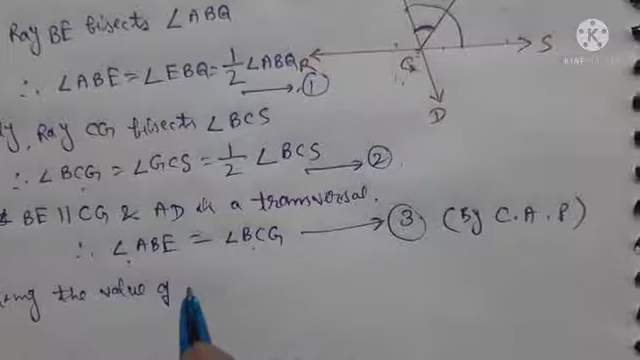 Ray BE bisects ∠ABQ
∴ ∠ABE = ∠EBQ = 1/2 ∠ABQ → ①
Ray CG bisects ∠BCS
∴ ∠BCG = ∠GCS = 1/2 ∠BCS → ②
BE || CG & AD is a transversal.
∴ ∠ABE = ∠BCG → ③ (By C.A.P)
the value of
R
S
D
K